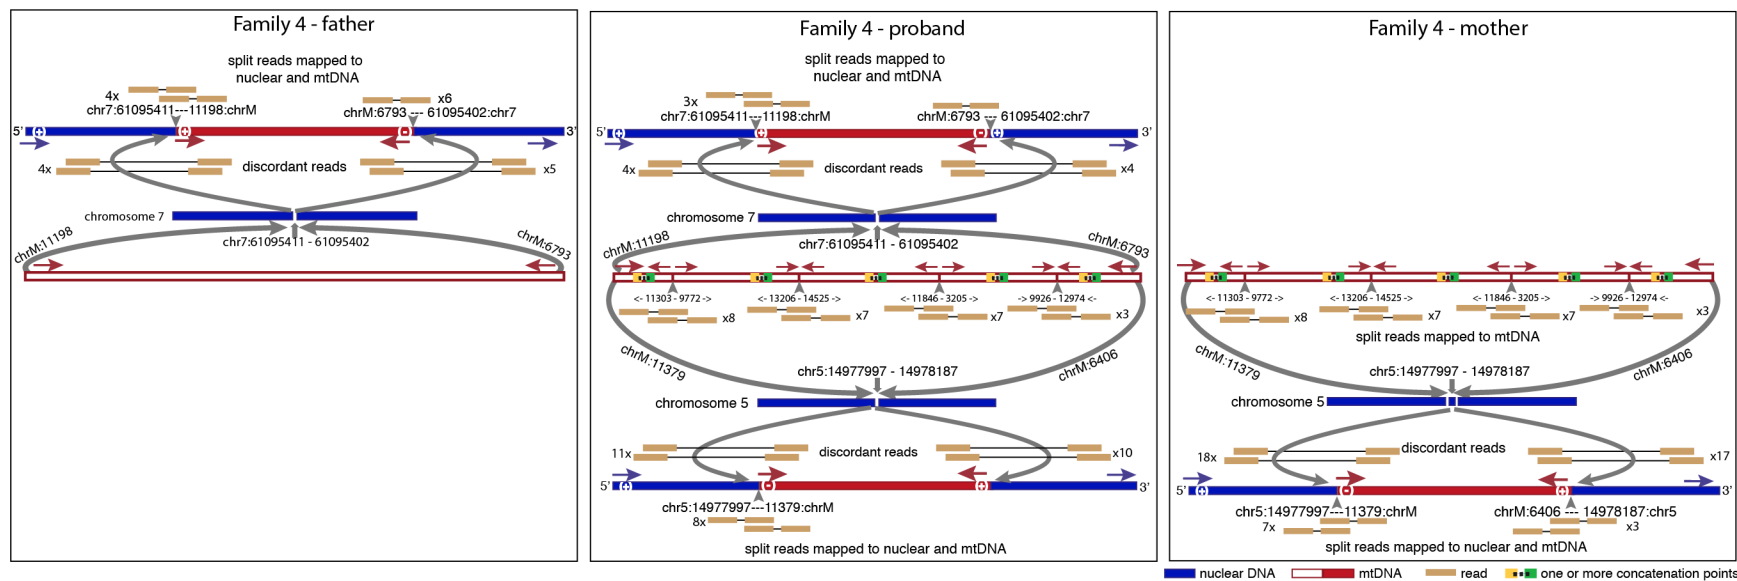 Family 4 - father
split reads mapped to
nuclear and mtDNA
4x
x6
chr7:61095411---11198:chrM
chrM:6793 --- 61095402:chr7
5'
+
+
-
3'
4x
discordant reads
x5
chromosome 7
chr7:61095411 - 61095402
chrM:11198
chrM:6793
Family 4 - proband
split reads mapped to
nuclear and mtDNA
3x
chr7:61095411---11198:chrM
chrM:6793 --- 61095402:chr7
5'
+
+
-
+
3'
4x
discordant reads
x4
chromosome 7
chr7:61095411 - 61095402
chrM:11198
chrM:6793
<- 11303 - 9772 ->
<- 13206 - 14525 ->
<- 11846 - 3205 ->
-> 9926 - 12974 <-
x8
x7
x7
x3
chrM:11379
chrM:6406
chr5:14977997 - 14978187
chromosome 5
11x
discordant reads
x10
5'
+
-
+
3'
chr5:14977997---11379:chrM
8x
split reads mapped to nuclear and mtDNA
Family 4 - mother
<- 11303 - 9772 ->
<- 13206 - 14525 ->
<- 11846 - 3205 ->
-> 9926 - 12974 <-
x8
x7
x7
x3
split reads mapped to mtDNA
chrM:11379
chrM:6406
chr5:14977997 - 14978187
chromosome 5
18x
discordant reads
x17
5'
+
-
+
3'
chr5:14977997---11379:chrM
chrM:6406 --- 14978187:chr5
7x
x3
split reads mapped to nuclear and mtDNA
nuclear DNA
mtDNA
read
one or more concatenation points